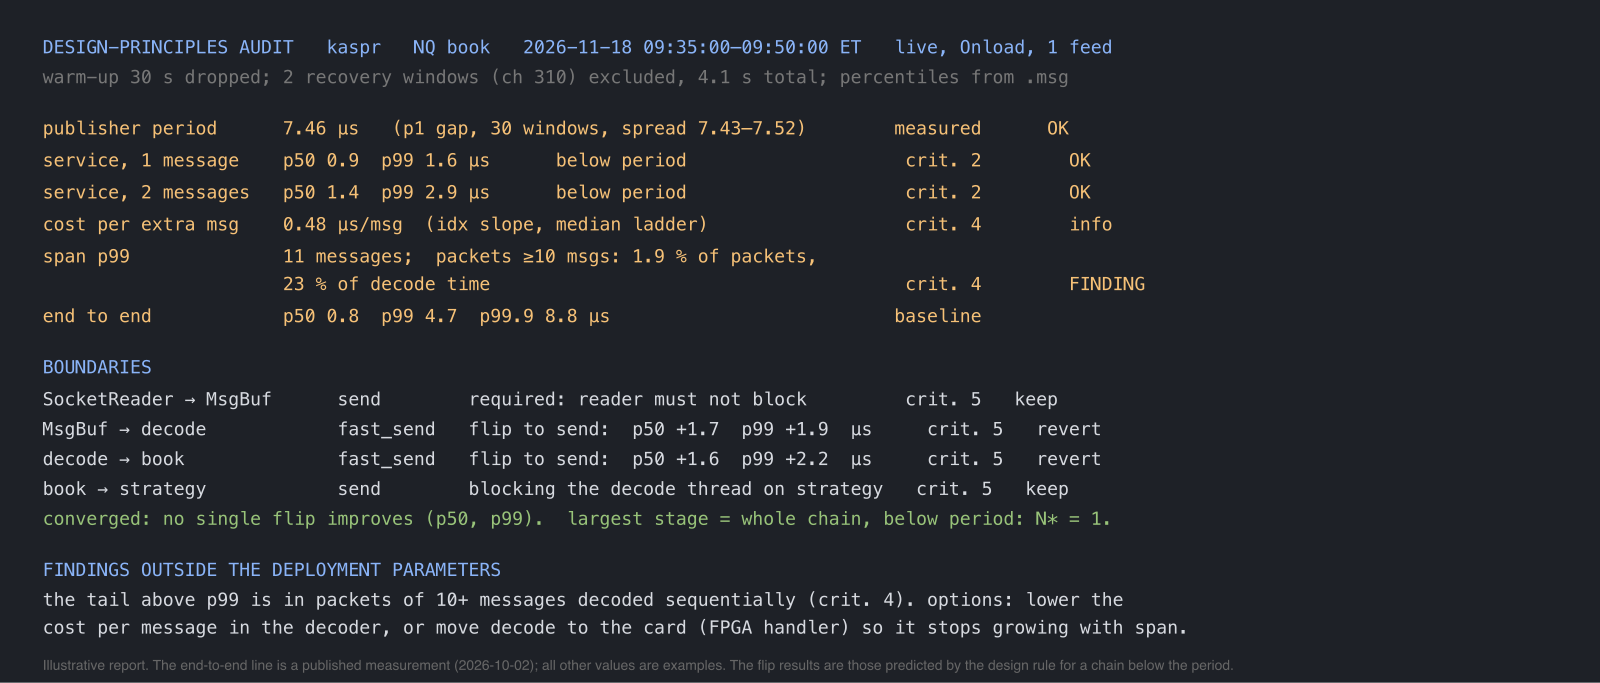 DESIGN–PRINCIPLES AUDIT   kaspr   NQ book   2026–11–18 09:35:00–09:50:00 ET   live, Onload, 1 feed
warm–up 30 s dropped; 2 recovery windows (ch 310) excluded, 4.1 s total; percentiles from .msg
publisher period   7.46 µs   (p1 gap, 30 windows, spread 7.43–7.52)   measured   OK
service, 1 message   p50 0.9  p99 1.6 µs   below period   crit. 2   OK
service, 2 messages   p50 1.4  p99 2.9 µs   below period   crit. 2   OK
cost per extra msg   0.48 µs/msg  (idx slope, median ladder)   crit. 4   info
span p99   11 messages;  packets ≥10 msgs: 1.9 % of packets,
23 % of decode time   crit. 4   FINDING
end to end   p50 0.8  p99 4.7  p99.9 8.8 µs   baseline
BOUNDARIES
SocketReader → MsgBuf   send   required: reader must not block   crit. 5   keep
MsgBuf → decode   fast_send   flip to send:  p50 +1.7  p99 +1.9  µs   crit. 5   revert
decode → book   fast_send   flip to send:  p50 +1.6  p99 +2.2  µs   crit. 5   revert
book → strategy   send   blocking the decode thread on strategy   crit. 5   keep
converged: no single flip improves (p50, p99).  largest stage = whole chain, below period: N* = 1.
FINDINGS OUTSIDE THE DEPLOYMENT PARAMETERS
the tail above p99 is in packets of 10+ messages decoded sequentially (crit. 4). options: lower the
cost per message in the decoder, or move decode to the card (FPGA handler) so it stops growing with span.
Illustrative report. The end-to-end line is a published measurement (2026-10-02); all other values are examples. The flip results are those predicted by the design rule for a chain below the period.